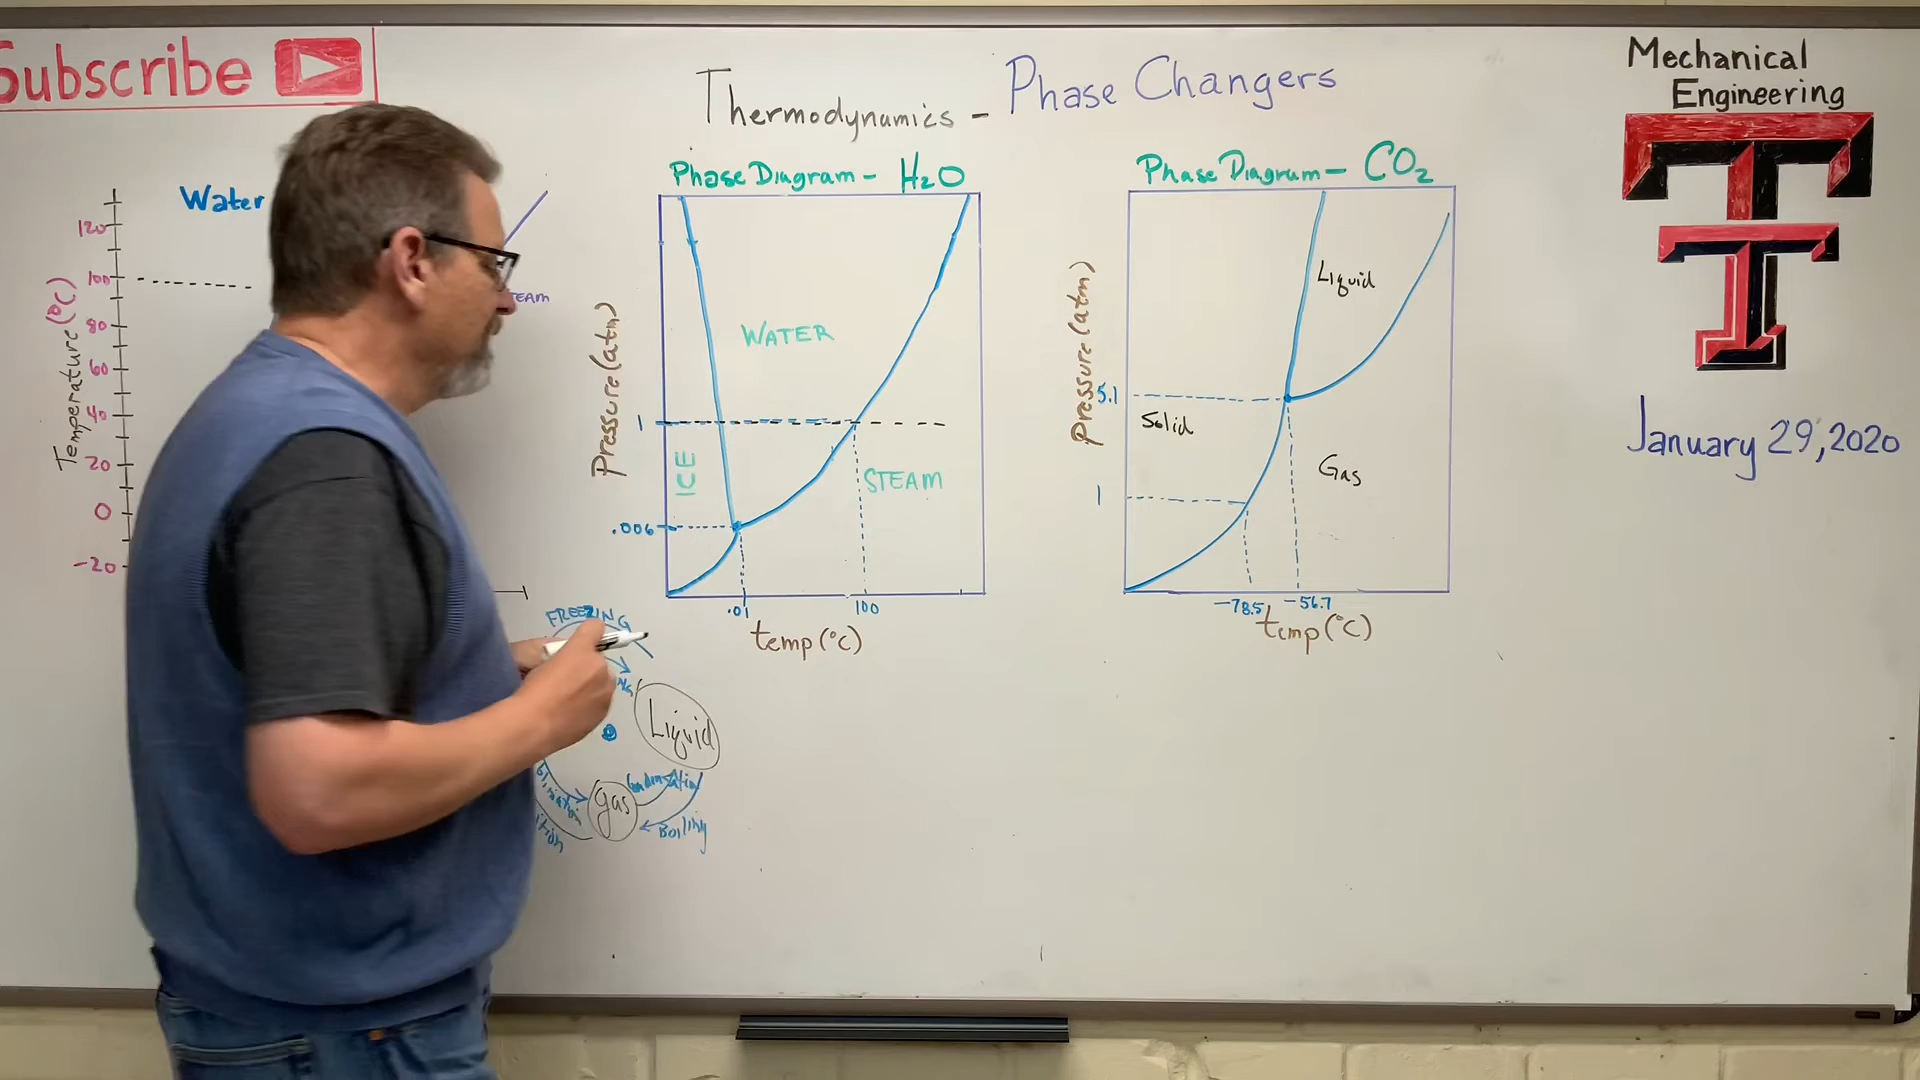 Subscribe
Thermodynamics - Phase Changers
Mechanical
Engineering
January 29, 2020
Water
120
100
80
60
40
20
0
-20
Temperature (°C)
Phase Diagram - H₂O
Pressure (atm)
1
.006
ICE
WATER
STEAM
.01
100
temp (°C)
Phase Diagram - CO₂
Pressure (atm)
5.1
1
Solid
Liquid
Gas
-78.5
-56.7
temp (°C)
FREEZING
Liquid
gas
Condensation
Boiling